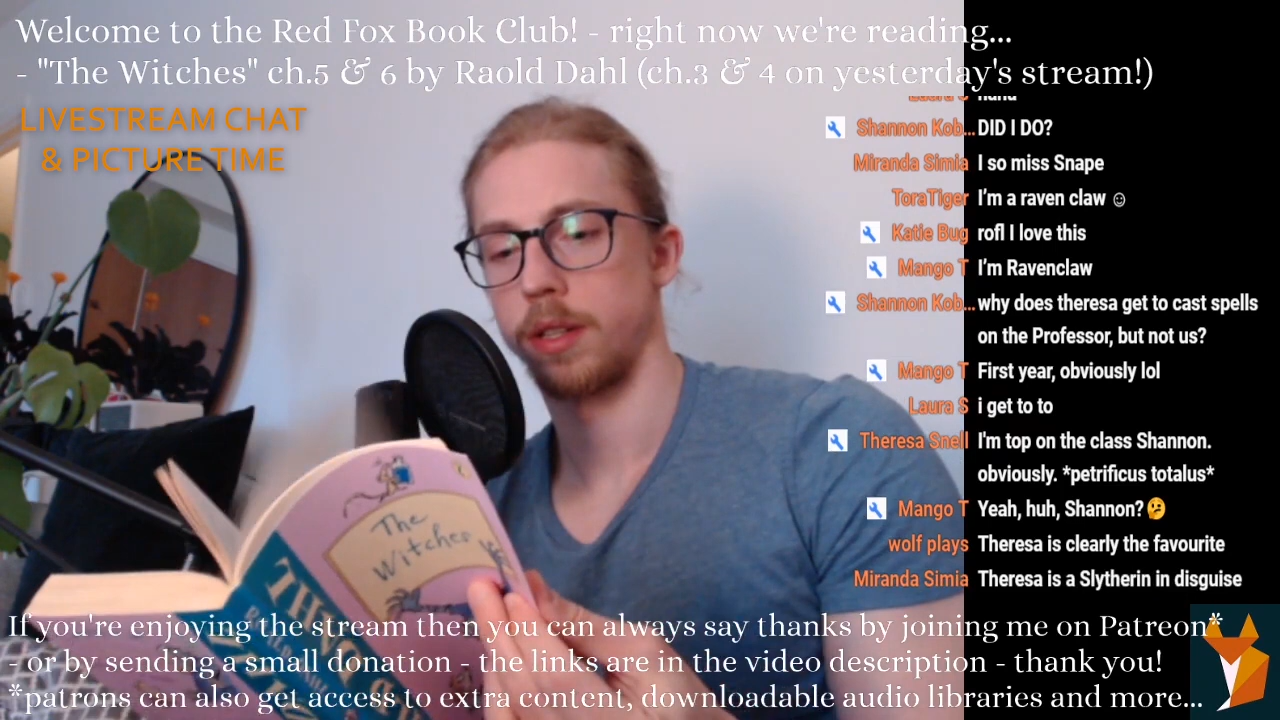 Welcome to the Red Fox Book Club! - right now we're reading...
- "The Witches" ch.5 & 6 by Raold Dahl (ch.3 & 4 on yesterday's stream!)
LIVESTREAM CHAT
& PICTURE TIME
Shannon Kob... DID I DO?
Miranda Simia I so miss Snape
ToraTiger I'm a raven claw ☺
Katie Bug rofl I love this
Mango T I'm Ravenclaw
Shannon Kob... why does theresa get to cast spells
on the Professor, but not us?
Mango T First year, obviously lol
Laura S i get to to
Theresa Snell I'm top on the class Shannon.
obviously. *petrificus totalus*
Mango T Yeah, huh, Shannon?🤔
wolf plays Theresa is clearly the favourite
Miranda Simia Theresa is a Slytherin in disguise
The
Witches
If you're enjoying the stream then you can always say thanks by joining me on Patreon*
- or by sending a small donation - the links are in the video description - thank you!
*patrons can also get access to extra content, downloadable audio libraries and more...